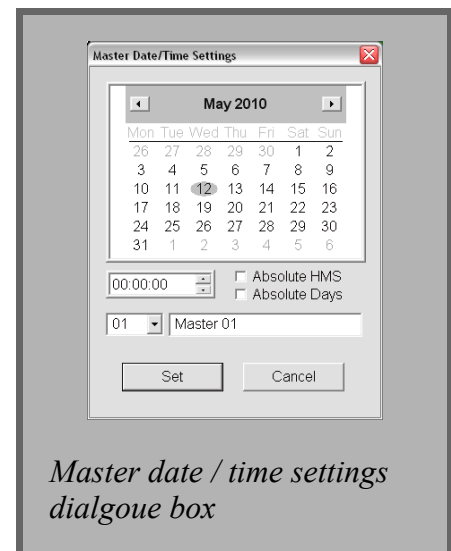 Master Date/Time Settings
May 2010
Mon Tue Wed Thu Fri Sat Sun
26 27 28 29 30 1 2
3 4 5 6 7 8 9
10 11 12 13 14 15 16
17 18 19 20 21 22 23
24 25 26 27 28 29 30
31 1 2 3 4 5 6
00:00:00 Absolute HMS
Absolute Days
01 Master 01
Set Cancel
Master date / time settings
dialgoue box